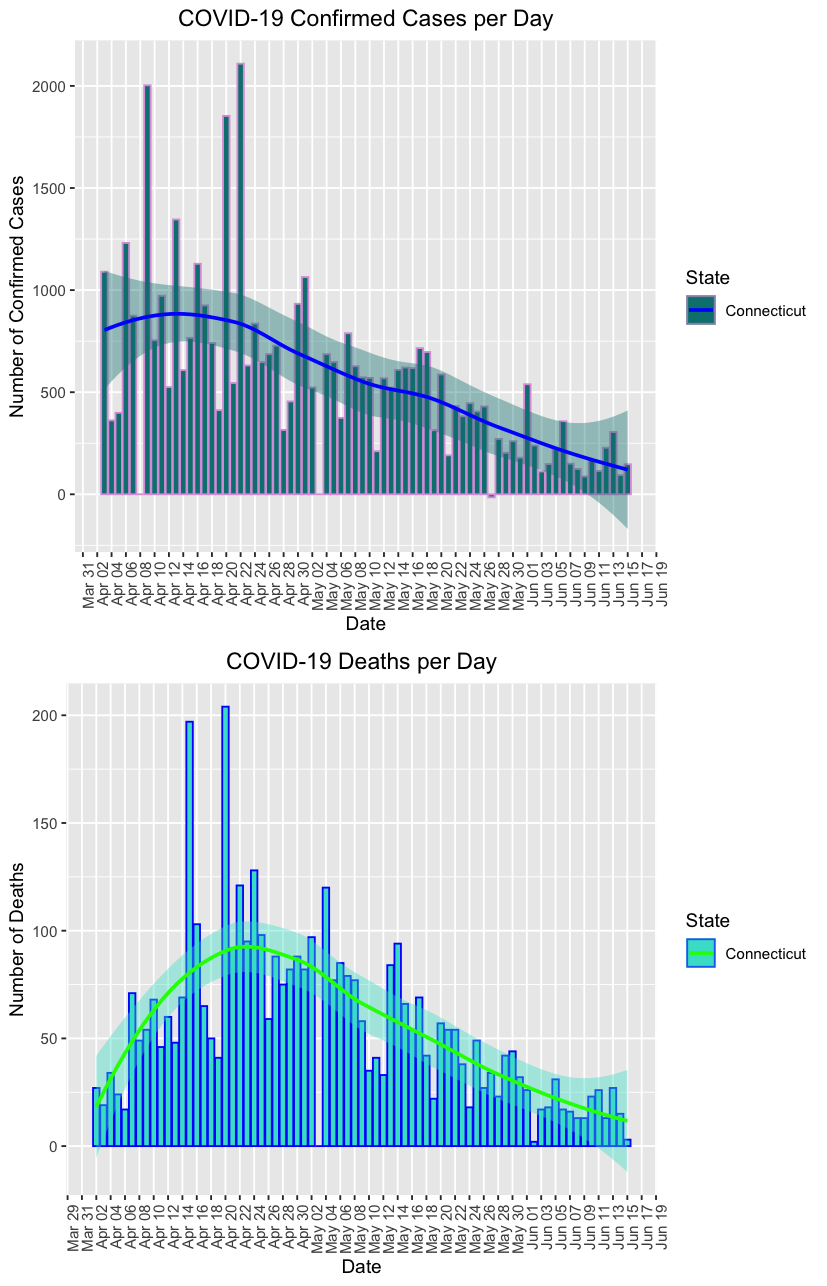 COVID-19 Confirmed Cases per Day
Number of Confirmed Cases
2000
1500
1000
500
0
Mar 31
Apr 02
Apr 04
Apr 06
Apr 08
Apr 10
Apr 12
Apr 14
Apr 16
Apr 18
Apr 20
Apr 22
Apr 24
Apr 26
Apr 28
Apr 30
May 02
May 04
May 06
May 08
May 10
May 12
May 14
May 16
May 18
May 20
May 22
May 24
May 26
May 28
May 30
Jun 01
Jun 03
Jun 05
Jun 07
Jun 09
Jun 11
Jun 13
Jun 15
Jun 17
Jun 19
Date
State
Connecticut
COVID-19 Deaths per Day
Number of Deaths
200
150
100
50
0
Mar 29
Mar 31
Apr 02
Apr 04
Apr 06
Apr 08
Apr 10
Apr 12
Apr 14
Apr 16
Apr 18
Apr 20
Apr 22
Apr 24
Apr 26
Apr 28
Apr 30
May 02
May 04
May 06
May 08
May 10
May 12
May 14
May 16
May 18
May 20
May 22
May 24
May 26
May 28
May 30
Jun 01
Jun 03
Jun 05
Jun 07
Jun 09
Jun 11
Jun 13
Jun 15
Jun 17
Jun 19
Date
State
Connecticut